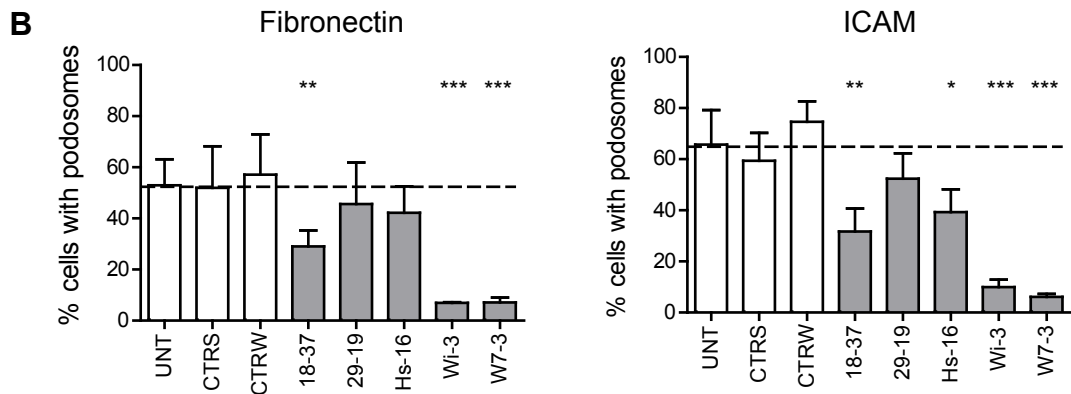 B
Fibronectin
% cells with podosomes
100
80
60
40
20
0
** *** ***
UNT
CTRS
CTRW
18-37
29-19
Hs-16
Wi-3
W7-3
ICAM
% cells with podosomes
100
80
60
40
20
0
** * *** ***
UNT
CTRS
CTRW
18-37
29-19
Hs-16
Wi-3
W7-3